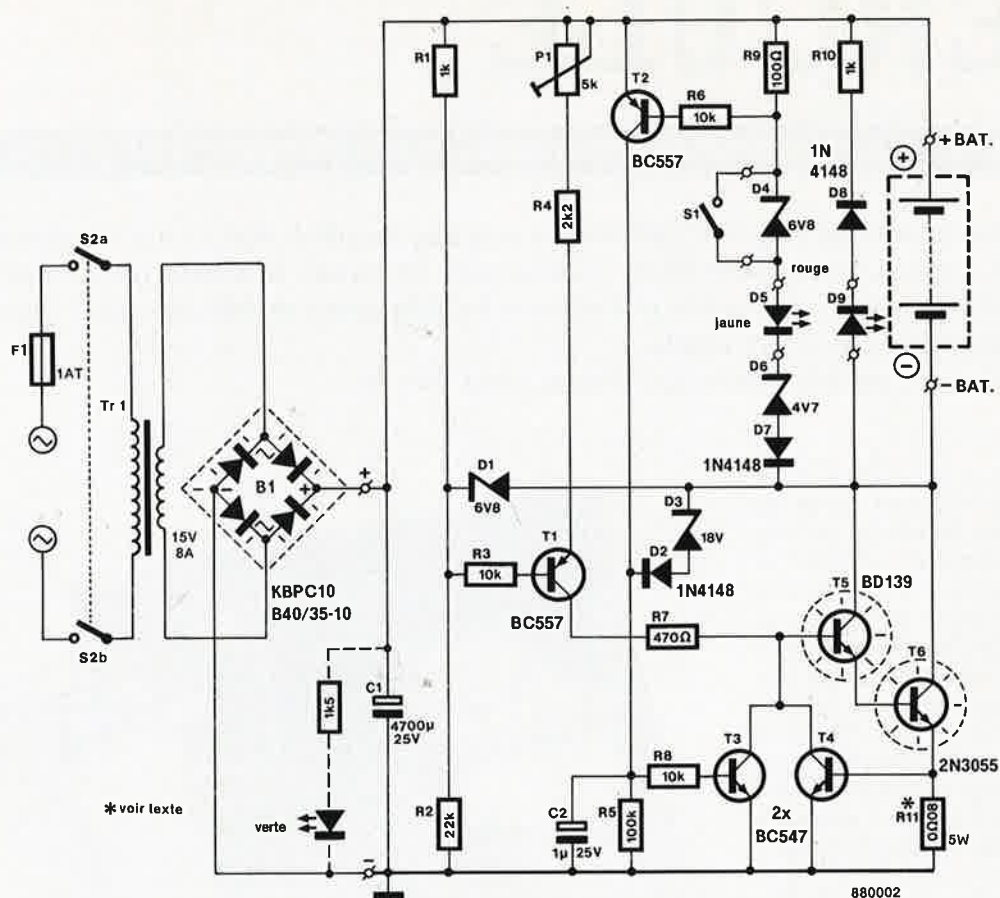 R1
1k
P1
5k
T2
BC557
R6
10k
R9
100Ω
R10
1k
+BAT.
1N
4148
D8
D4
6V8
S1
R4
2k2
rouge
D5
jaune
D9
D6
4V7
D7
1N4148
−BAT.
S2a
F1
1AT
Tr 1
15V
8A
B1
+
−
KBPC10
B40/35-10
S2b
D1
6V8
D3
18V
D2
1N4148
R3
10k
T1
BC557
R7
470Ω
T5
BD139
T6
2N3055
1k5
C1
4700µ
25V
* voir texte
verte
R2
22k
C2
1µ 25V
R5
100k
R8
10k
T3
T4
2x
BC547
*
R11
0Ω08
5W
880002